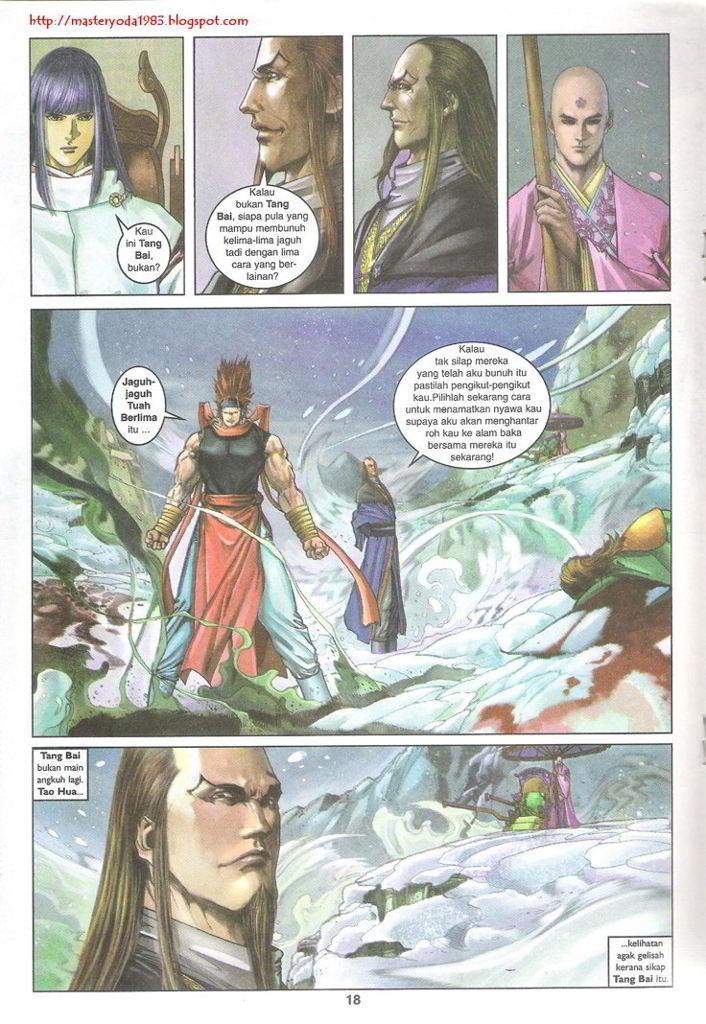 http://masteryoda1983.blogspot.com
Kau
ini Tang
Bai,
bukan?
Kalau
bukan Tang
Bai, siapa pula yang
mampu membunuh
kelima-lima jaguh
tadi dengan lima
cara yang ber-
lainan?
Jaguh-
jaguh
Tuah
Berlima
itu ...
Kalau
tak silap mereka
yang telah aku bunuh itu
pastilah pengikut-pengikut
kau.Pilihlah sekarang cara
untuk menamatkan nyawa kau
supaya aku akan menghantar
roh kau ke alam baka
bersama mereka itu
sekarang!
Tang Bai
bukan main
angkuh lagi.
Tao Hua...
...kelihatan
agak gelisah
kerana sikap
Tang Bai itu.
18